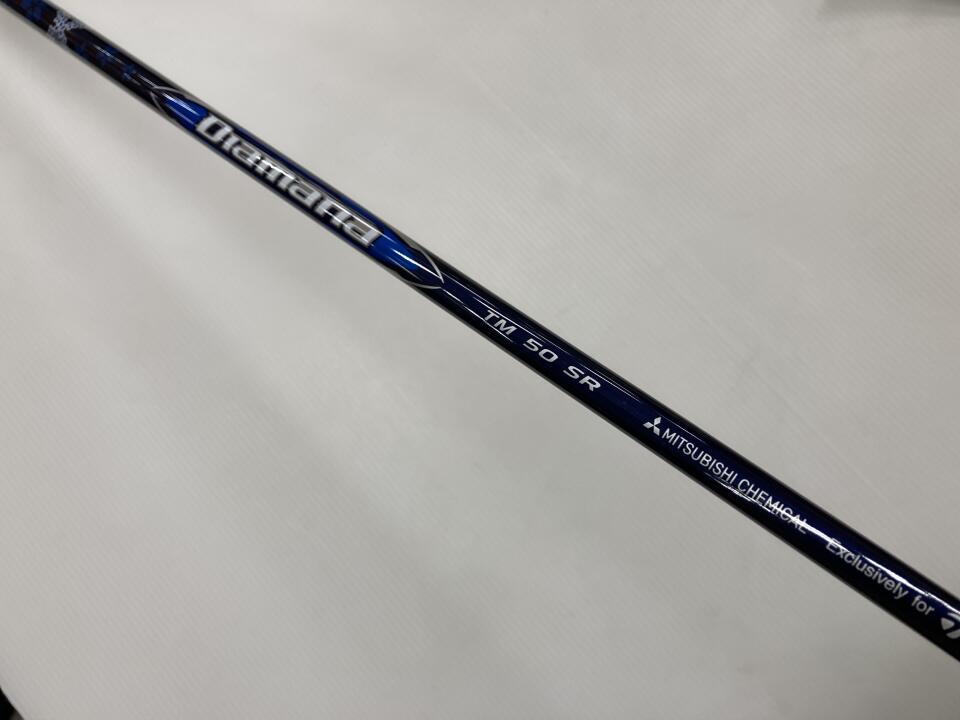 Diamana
TM 50 SR
MITSUBISHI CHEMICAL
Exclusively for